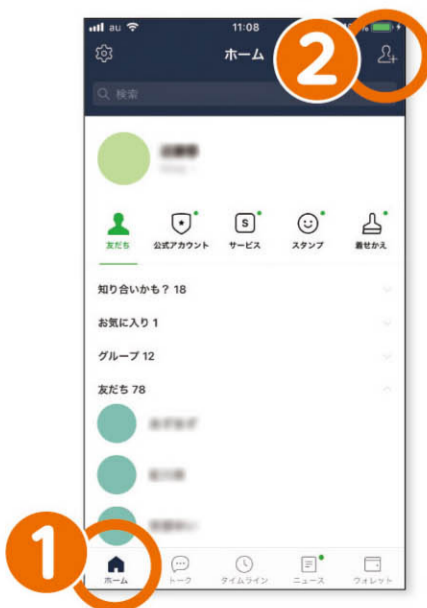 au 11:08
ホーム
2
検索
友だち 公式アカウント サービス スタンプ 着せかえ
知り合いかも? 18
お気に入り 1
グループ 12
友だち 78
1
ホーム トーク タイムライン ニュース ウォレット